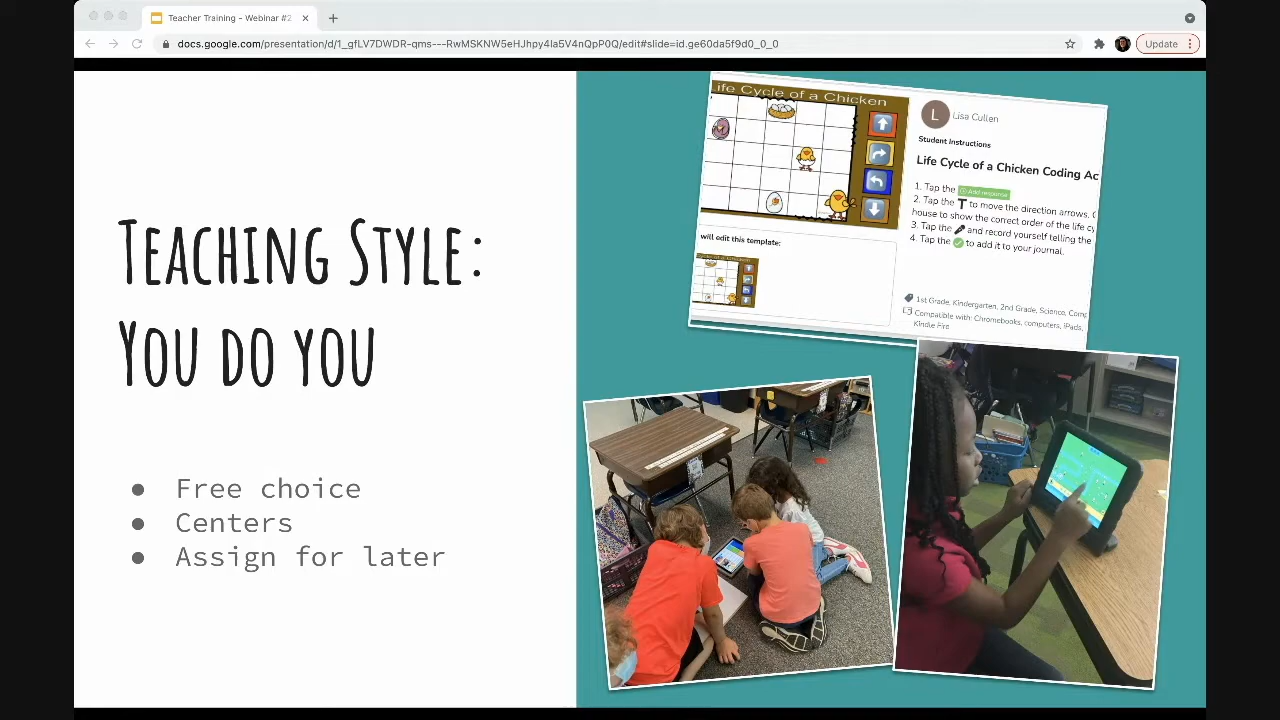 Teacher Training - Webinar #2
docs.google.com/presentation/d/1_gfLV7DWDR-qms---RwMSKNW5eHJhpy4la5V4nQpP0Q/edit#slide=id.ge60da5f9d0_0_0
Update
TEACHING STYLE:
YOU DO YOU
● Free choice
● Centers
● Assign for later
ife Cycle of a Chicken
L
Lisa Cullen
Student Instructions
Life Cycle of a Chicken Coding Ac
1. Tap the Add response
2. Tap the T to move the direction arrows.
house to show the correct order of the life cy
3. Tap the and record yourself telling the
4. Tap the to add it to your journal.
will edit this template:
1st Grade, Kindergarten, 2nd Grade, Science, Comp
Compatible with: Chromebooks, computers, iPads,
Kindle Fire